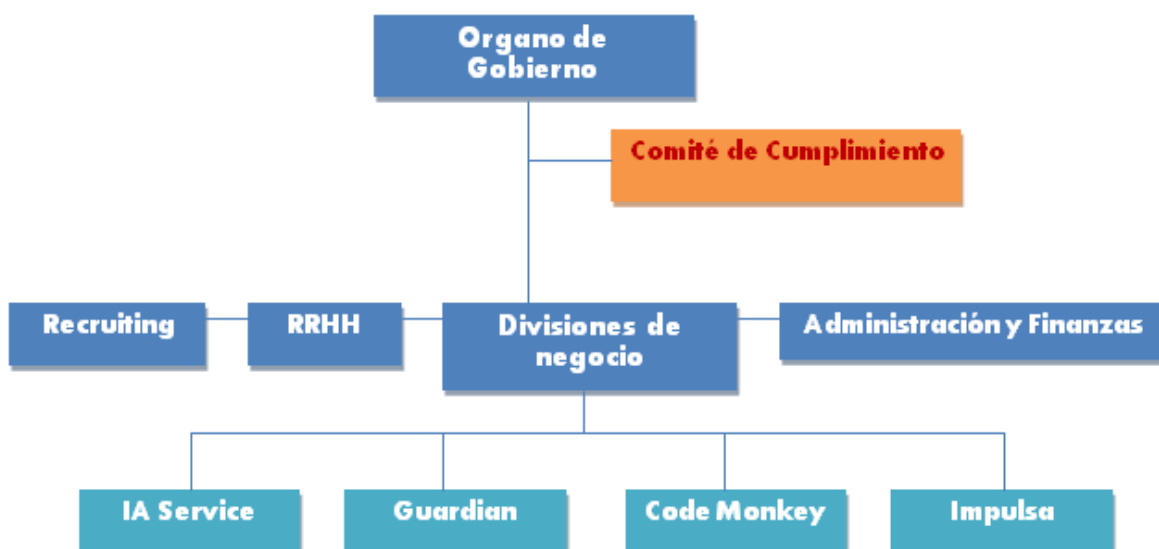 Organo de
Gobierno
Comité de Cumplimiento
Recruiting
RRHH
Divisiones de
negocio
Administración y Finanzas
IA Service
Guardian
Code Monkey
Impulsa